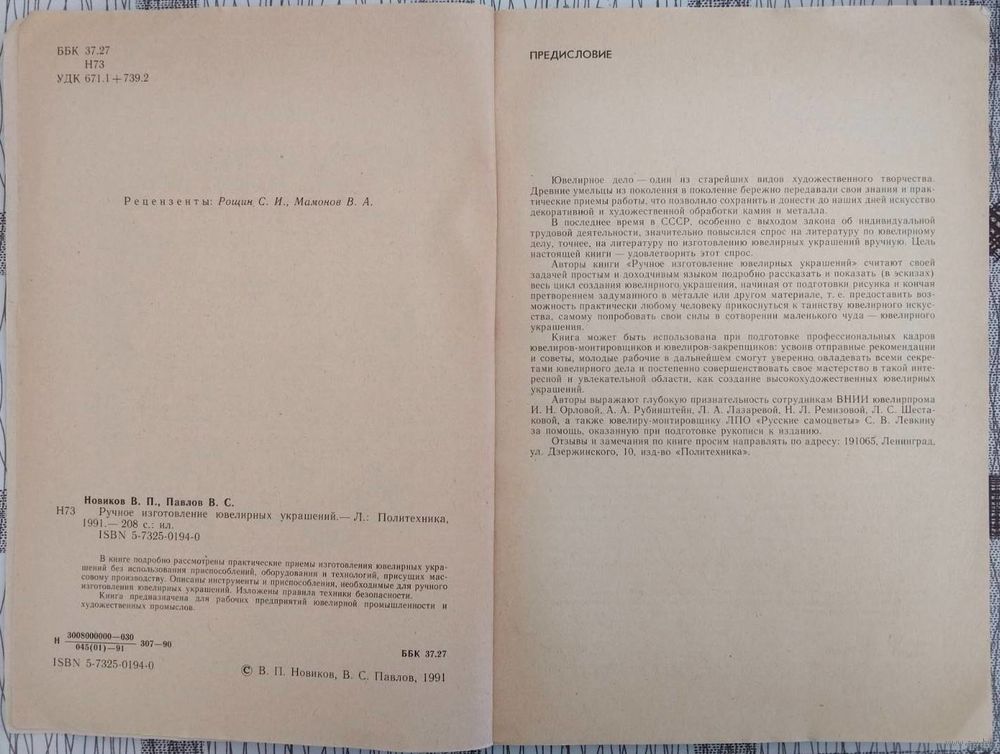 ББК 37.27
Н73
УДК 671.1+739.2
Рецензенты: Рощин С. И., Мамонов В. А.
Новиков В. П., Павлов В. С.
Н73 Ручное изготовление ювелирных украшений.— Л.: Политехника,
1991.— 208 с.: ил.
ISBN 5-7325-0194-0
В книге подробно рассмотрены практические приемы изготовления ювелирных укра-
шений без использования приспособлений, оборудования и технологий, присущих мас-
совому производству. Описаны инструменты и приспособления, необходимые для ручного
изготовления ювелирных украшений. Изложены правила техники безопасности.
Книга предназначена для рабочих предприятий ювелирной промышленности и
художественных промыслов.
Н 3008000000—030
045(01)—91 307—90
ББК 37.27
ISBN 5-7325-0194-0
© В. П. Новиков, В. С. Павлов, 1991
ПРЕДИСЛОВИЕ
Ювелирное дело — один из старейших видов художественного творчества.
Древние умельцы из поколения в поколение бережно передавали свои знания и прак-
тические приемы работы, что позволило сохранить и донести до наших дней искусство
декоративной и художественной обработки камня и металла.
В последнее время в СССР, особенно с выходом закона об индивидуальной
трудовой деятельности, значительно повысился спрос на литературу по ювелирному
делу, точнее, на литературу по изготовлению ювелирных украшений вручную. Цель
настоящей книги — удовлетворить этот спрос.
Авторы книги «Ручное изготовление ювелирных украшений» считают своей
задачей простым и доходчивым языком подробно рассказать и показать (в эскизах)
весь цикл создания ювелирного украшения, начиная от подготовки рисунка и кончая
претворением задуманного в металле или другом материале, т. е. предоставить воз-
можность практически любому человеку прикоснуться к таинству ювелирного искус-
ства, самому попробовать свои силы в сотворении маленького чуда — ювелирного
украшения.
Книга может быть использована при подготовке профессиональных кадров
ювелиров-монтировщиков и ювелиров-закрепщиков: усвоив отправные рекомендации
и советы, молодые рабочие в дальнейшем смогут уверенно овладевать всеми секре-
тами ювелирного дела и постепенно совершенствовать свое мастерство в такой инте-
ресной и увлекательной области, как создание высокохудожественных ювелирных
украшений.
Авторы выражают глубокую признательность сотрудникам ВНИИ ювелирпрома
И. Н. Орловой, А. А. Рубинштейн, Л. А. Лазаревой, Н. Л. Ремизовой, Л. С. Шеста-
ковой, а также ювелиру-монтировщику ЛПО «Русские самоцветы» С. В. Левкину
за помощь, оказанную при подготовке рукописи к изданию.
Отзывы и замечания по книге просим направлять по адресу: 191065, Ленинград,
ул. Дзержинского, 10, изд-во «Политехника».